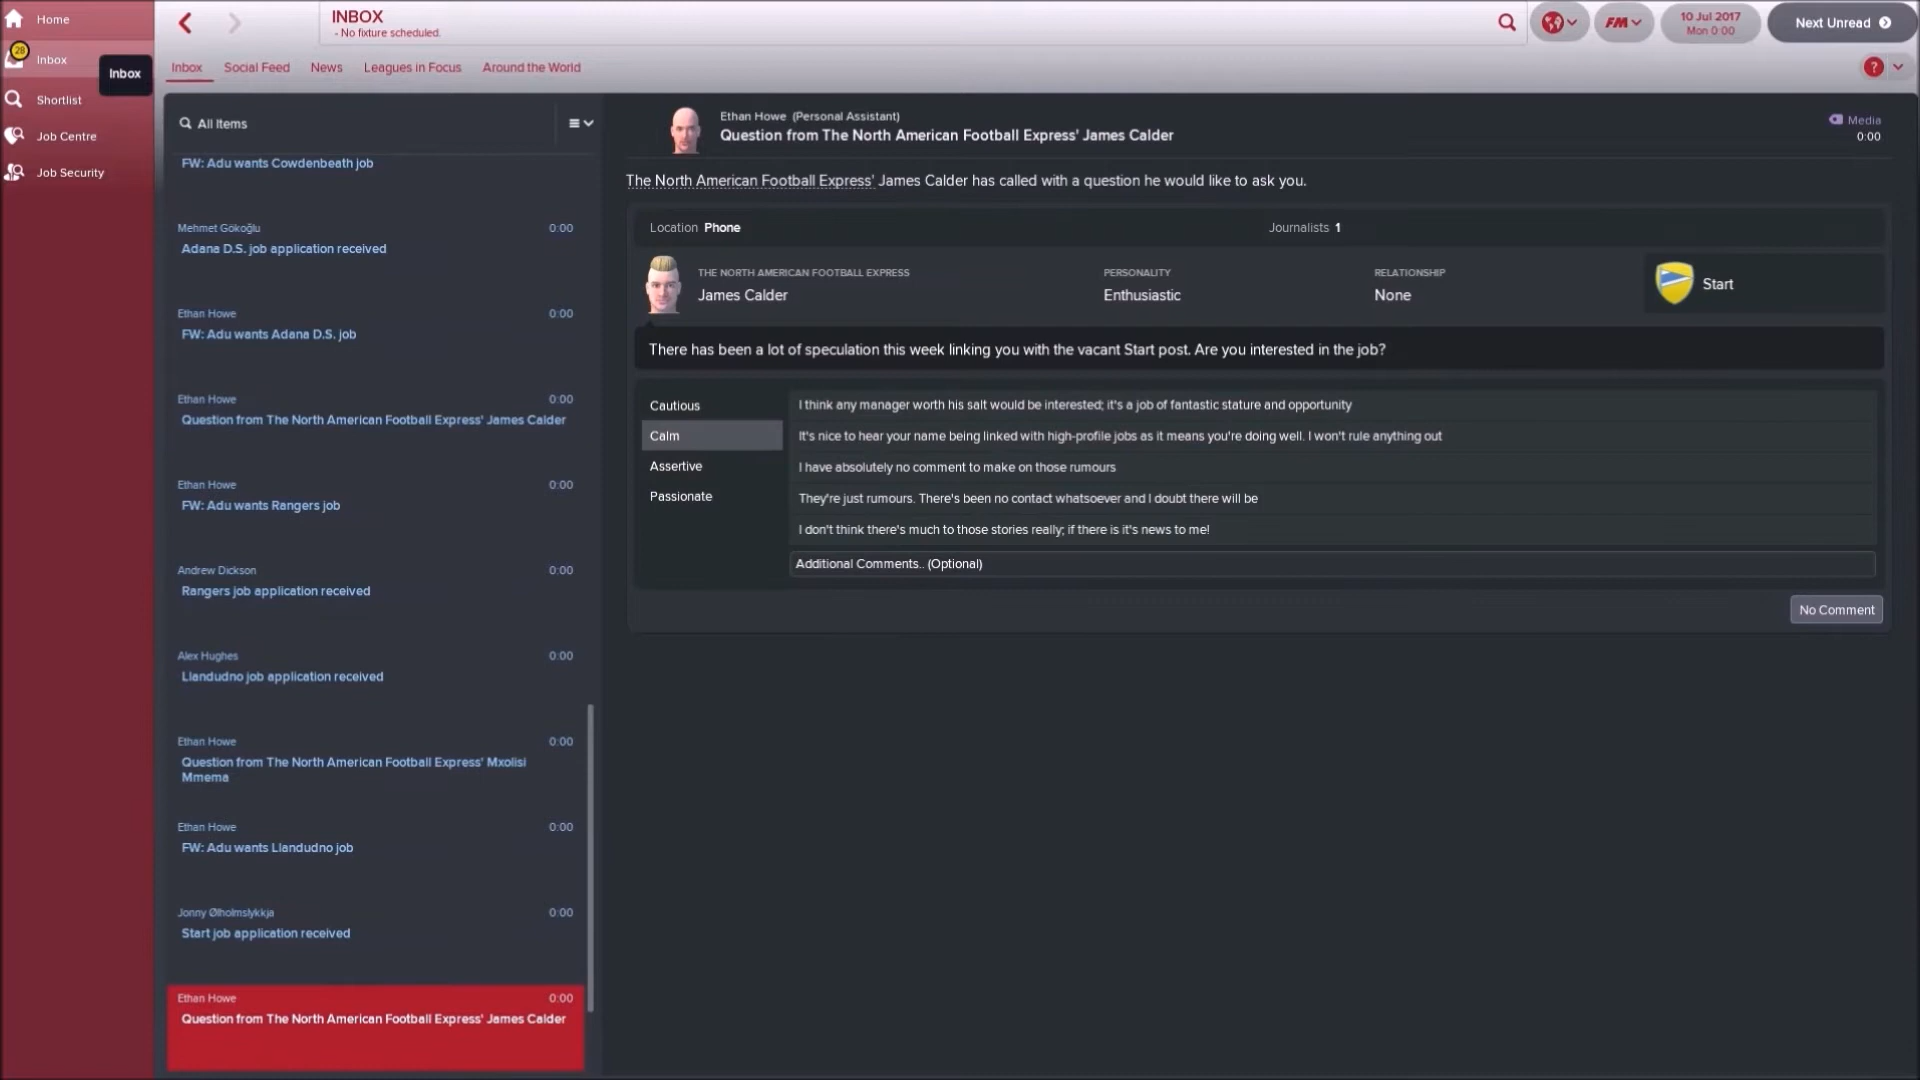 Home
28
Inbox
Inbox
Shortlist
Job Centre
Job Security
INBOX
- No fixture scheduled.
FM
10 Jul 2017
Mon 0:00
Next Unread
Inbox
Social Feed
News
Leagues in Focus
Around the World
?
All Items
FW: Adu wants Cowdenbeath job
Mehmet Gökoğlu 0:00
Adana D.S. job application received
Ethan Howe 0:00
FW: Adu wants Adana D.S. job
Ethan Howe 0:00
Question from The North American Football Express' James Calder
Ethan Howe 0:00
FW: Adu wants Rangers job
Andrew Dickson 0:00
Rangers job application received
Alex Hughes 0:00
Llandudno job application received
Ethan Howe 0:00
Question from The North American Football Express' Mxolisi
Mmema
Ethan Howe 0:00
FW: Adu wants Llandudno job
Jonny Ølholmslykkja 0:00
Start job application received
Ethan Howe 0:00
Question from The North American Football Express' James Calder
Ethan Howe (Personal Assistant)
Question from The North American Football Express' James Calder
Media
0:00
The North American Football Express' James Calder has called with a question he would like to ask you.
Location Phone
Journalists 1
THE NORTH AMERICAN FOOTBALL EXPRESS
James Calder
PERSONALITY
Enthusiastic
RELATIONSHIP
None
Start
There has been a lot of speculation this week linking you with the vacant Start post. Are you interested in the job?
Cautious
Calm
Assertive
Passionate
I think any manager worth his salt would be interested; it's a job of fantastic stature and opportunity
It's nice to hear your name being linked with high-profile jobs as it means you're doing well. I won't rule anything out
I have absolutely no comment to make on those rumours
They're just rumours. There's been no contact whatsoever and I doubt there will be
I don't think there's much to those stories really; if there is it's news to me!
Additional Comments.. (Optional)
No Comment